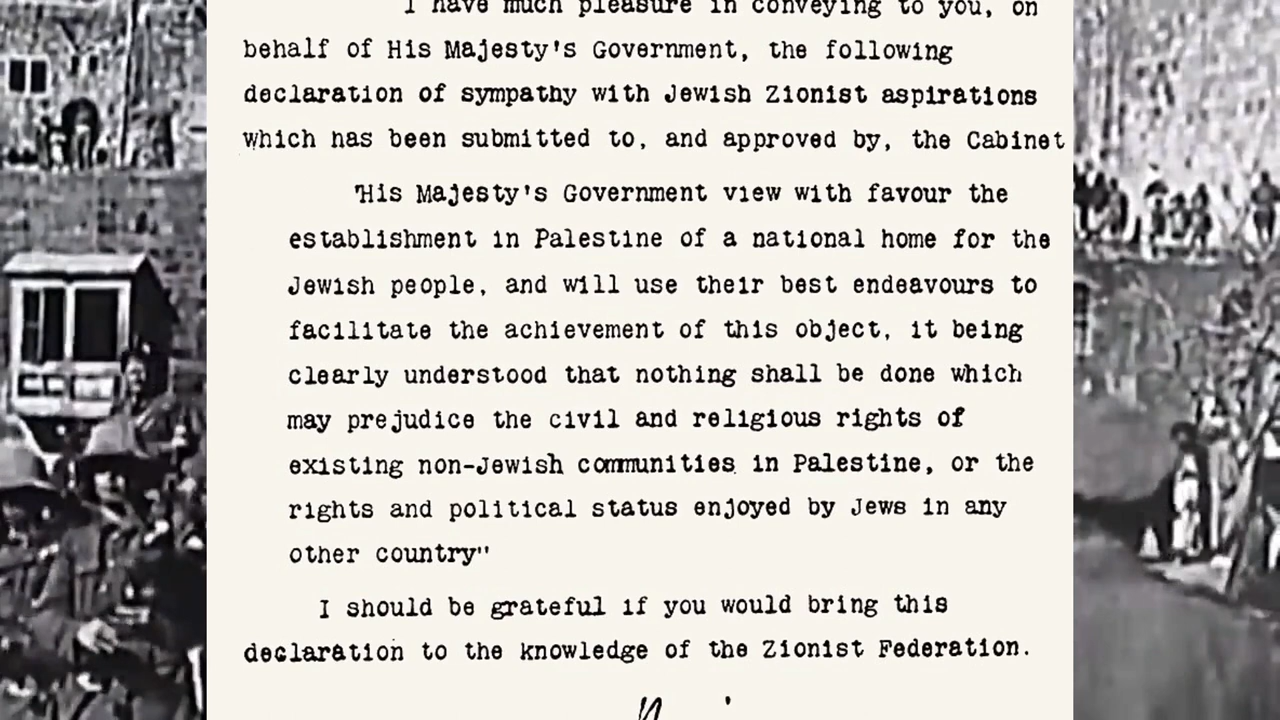 I have much pleasure in conveying to you, on
behalf of His Majesty's Government, the following
declaration of sympathy with Jewish Zionist aspirations
which has been submitted to, and approved by, the Cabinet
"His Majesty's Government view with favour the
establishment in Palestine of a national home for the
Jewish people, and will use their best endeavours to
facilitate the achievement of this object, it being
clearly understood that nothing shall be done which
may prejudice the civil and religious rights of
existing non-Jewish communities in Palestine, or the
rights and political status enjoyed by Jews in any
other country"
I should be grateful if you would bring this
declaration to the knowledge of the Zionist Federation.